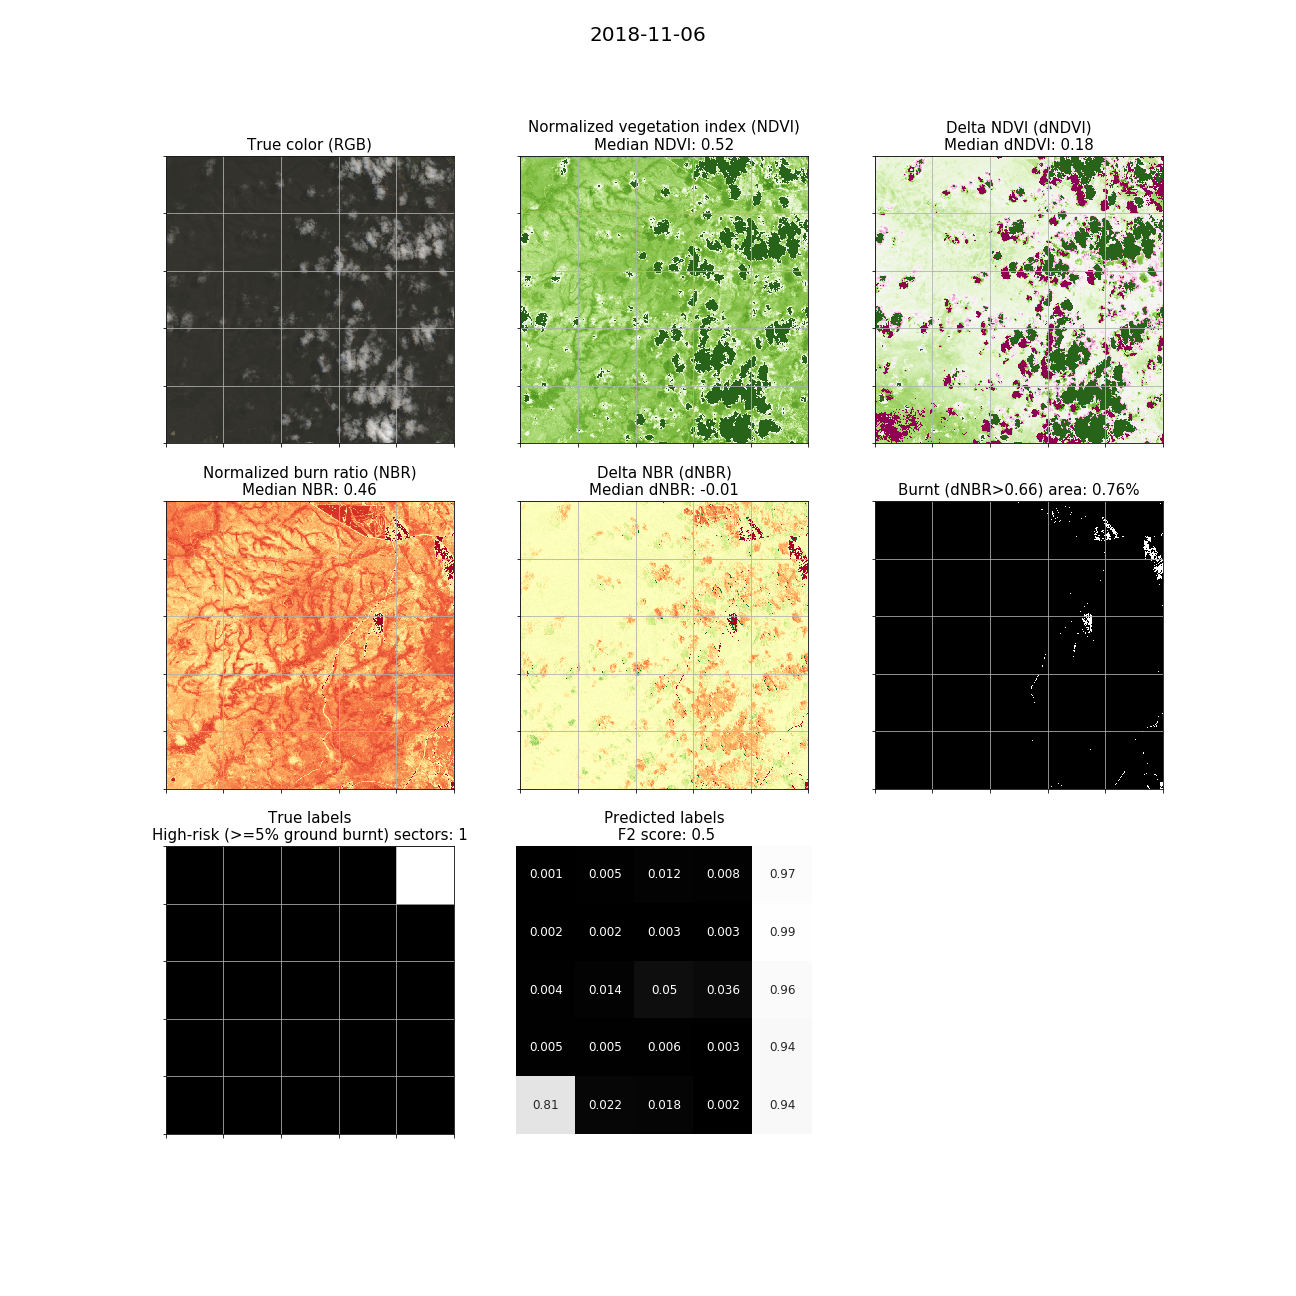 2018-11-06
True color (RGB)
Normalized vegetation index (NDVI)
Median NDVI: 0.52
Delta NDVI (dNDVI)
Median dNDVI: 0.18
Normalized burn ratio (NBR)
Median NBR: 0.46
Delta NBR (dNBR)
Median dNBR: -0.01
Burnt (dNBR>0.66) area: 0.76%
True labels
High-risk (>=5% ground burnt) sectors: 1
Predicted labels
F2 score: 0.5
0.001 0.005 0.012 0.008 0.97
0.002 0.002 0.003 0.003 0.99
0.004 0.014 0.05 0.036 0.96
0.005 0.005 0.006 0.003 0.94
0.81 0.022 0.018 0.002 0.94